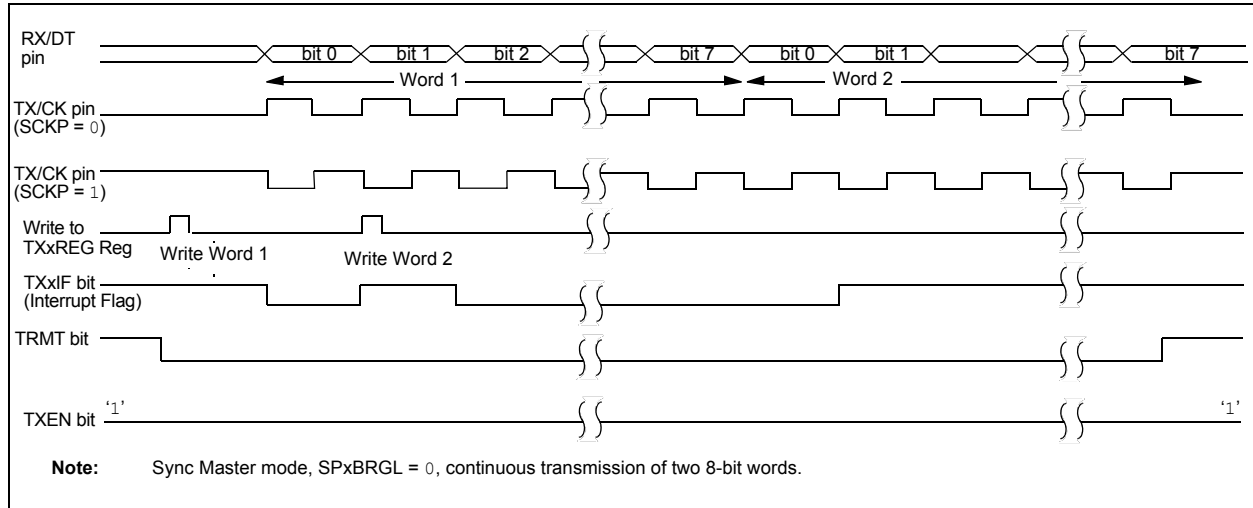 RX/DT
pin
bit 0 bit 1 bit 2 bit 7 bit 0 bit 1 bit 7
Word 1 Word 2
TX/CK pin
(SCKP = 0)
TX/CK pin
(SCKP = 1)
Write to
TXxREG Reg
Write Word 1 Write Word 2
TXxIF bit
(Interrupt Flag)
TRMT bit
TXEN bit ‘1’ ‘1’
Note: Sync Master mode, SPxBRGL = 0, continuous transmission of two 8-bit words.